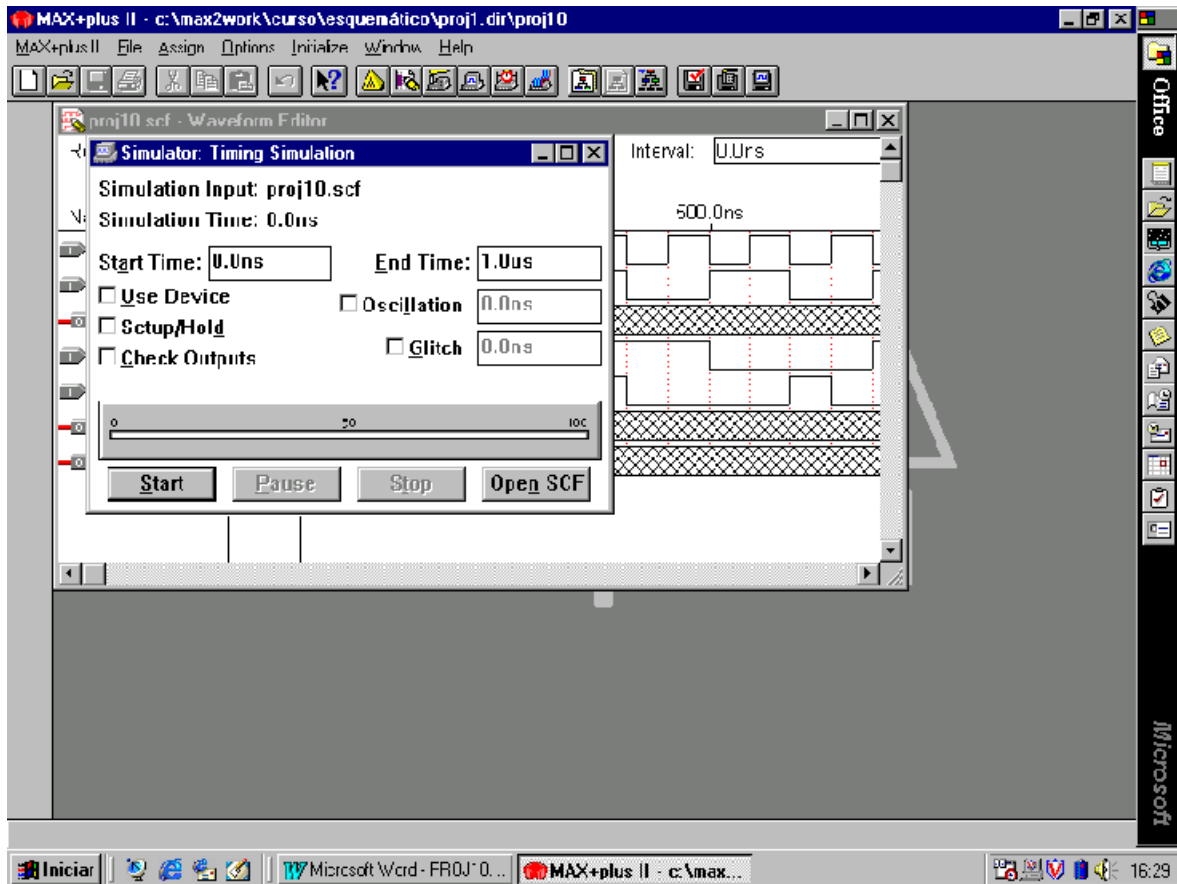 MAX+plus II - c:\max2work\curso\esquemático\proj1.dir\proj10
MAX+plus II File Assign Options Initialize Window Help
proj10.scf - Waveform Editor
Interval: 0.0ns
500.0ns
Simulator: Timing Simulation
Simulation Input: proj10.scf
Simulation Time: 0.0ns
Start Time: 0.0ns End Time: 1.0us
Use Device
Oscillation 0.0ns
Setup/Hold
Glitch 0.0ns
Check Outputs
0 50 100
Start Pause Stop Open SCF
Office
Microsoft
Iniciar Microsoft Word - PROJ10... MAX+plus II - c:\max... 16:29